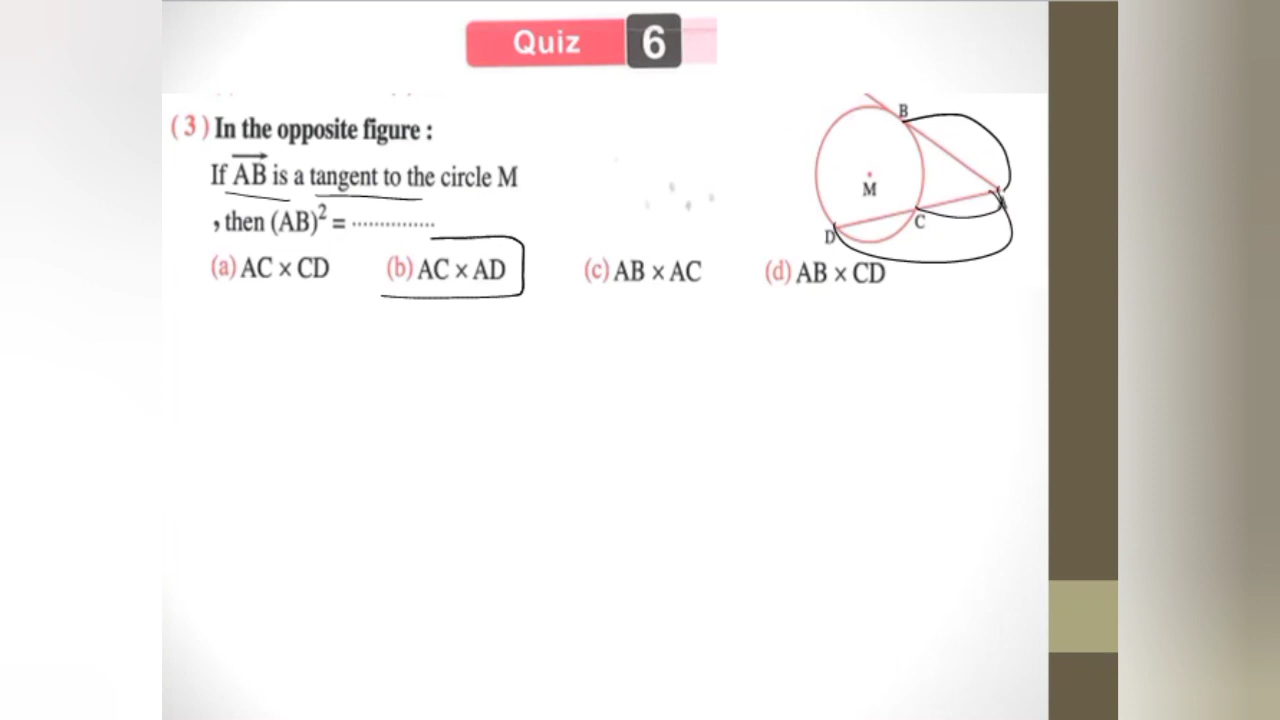 Quiz 6
(3) In the opposite figure :
If AB is a tangent to the circle M
, then (AB)² = ...............
(a) AC × CD (b) AC × AD (c) AB × AC (d) AB × CD
B
M
C
D